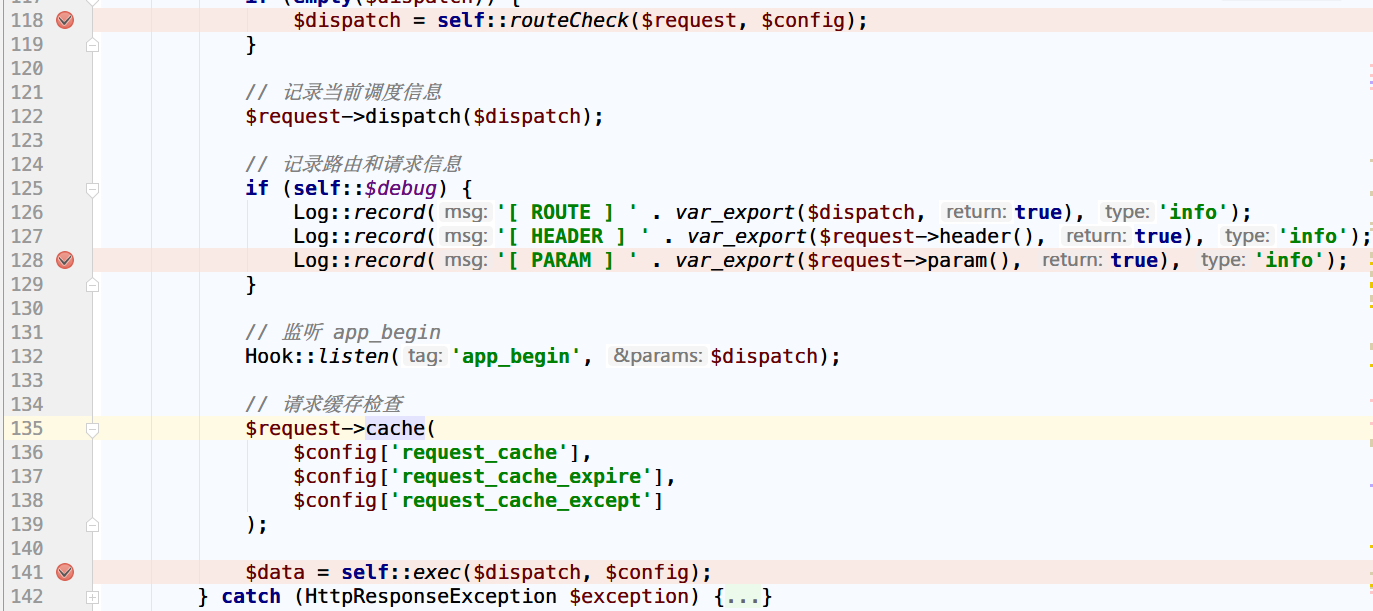 117 if (empty($dispatch)) {
118 $dispatch = self::routeCheck($request, $config);
119 }
120
121 // 记录当前调度信息
122 $request->dispatch($dispatch);
123
124 // 记录路由和请求信息
125 if (self::$debug) {
126 Log::record( msg: '[ ROUTE ] ' . var_export($dispatch, return: true), type: 'info');
127 Log::record( msg: '[ HEADER ] ' . var_export($request->header(), return: true), type: 'info');
128 Log::record( msg: '[ PARAM ] ' . var_export($request->param(), return: true), type: 'info');
129 }
130
131 // 监听 app_begin
132 Hook::listen( tag: 'app_begin', &params: $dispatch);
133
134 // 请求缓存检查
135 $request->cache(
136 $config['request_cache'],
137 $config['request_cache_expire'],
138 $config['request_cache_except']
139 );
140
141 $data = self::exec($dispatch, $config);
142 } catch (HttpResponseException $exception) {...}